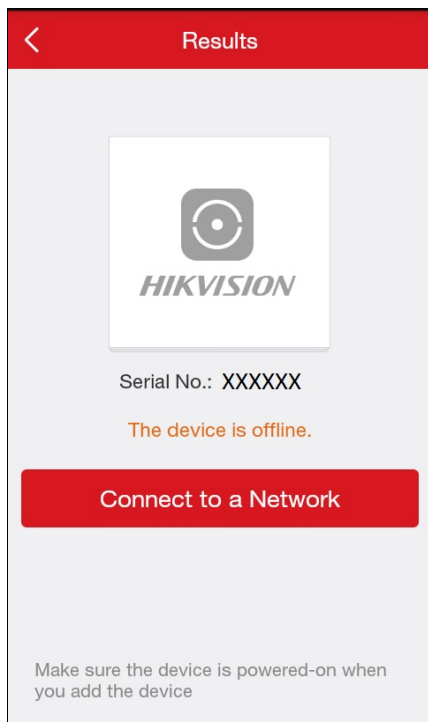 Results
HIKVISION
Serial No.: XXXXXX
The device is offline.
Connect to a Network
Make sure the device is powered-on when
you add the device